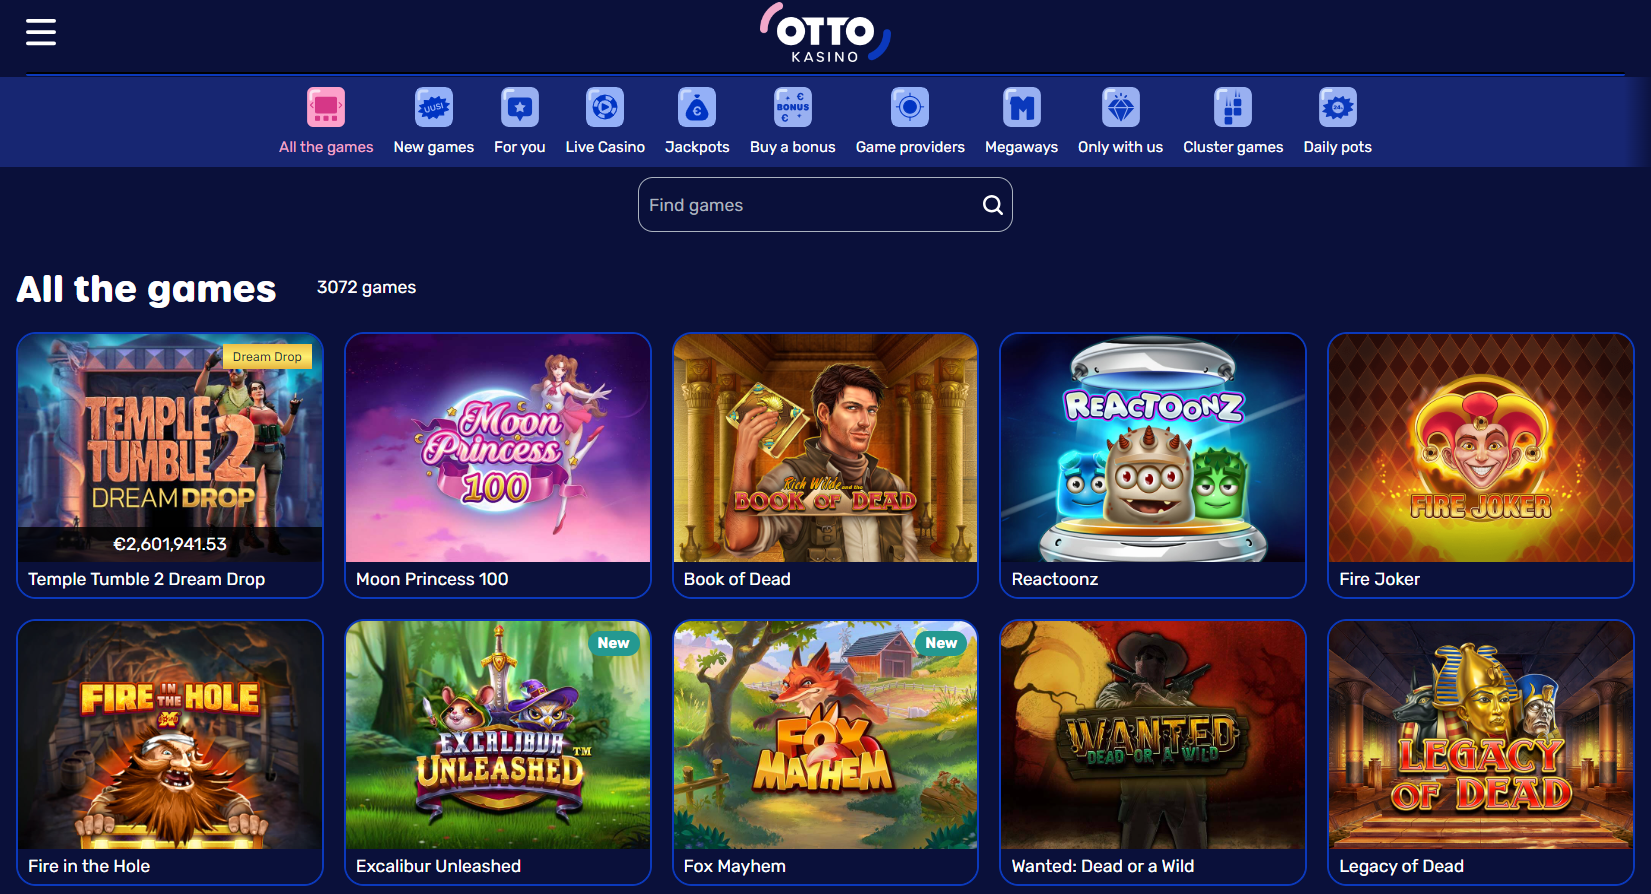 OTTO
KASINO
UUSI
€
BONUS
€
€
24h
All the games
New games
For you
Live Casino
Jackpots
Buy a bonus
Game providers
Megaways
Only with us
Cluster games
Daily pots
Find games
All the games
3072 games
Dream Drop
TEMPLE
TUMBLE 2
DREAM DROP
€2,601,941.53
Temple Tumble 2 Dream Drop
Moon
Princess
100
Moon Princess 100
Rich Wilde and the
BOOK OF DEAD
Book of Dead
REACTOONZ
Reactoonz
FIRE JOKER
Fire Joker
FIRE IN THE HOLE
Fire in the Hole
New
EXCALIBUR
UNLEASHED™
Excalibur Unleashed
New
FOX
MAYHEM
Fox Mayhem
WANTED
DEAD OR A WILD
Wanted: Dead or a Wild
LEGACY
OF DEAD
Legacy of Dead